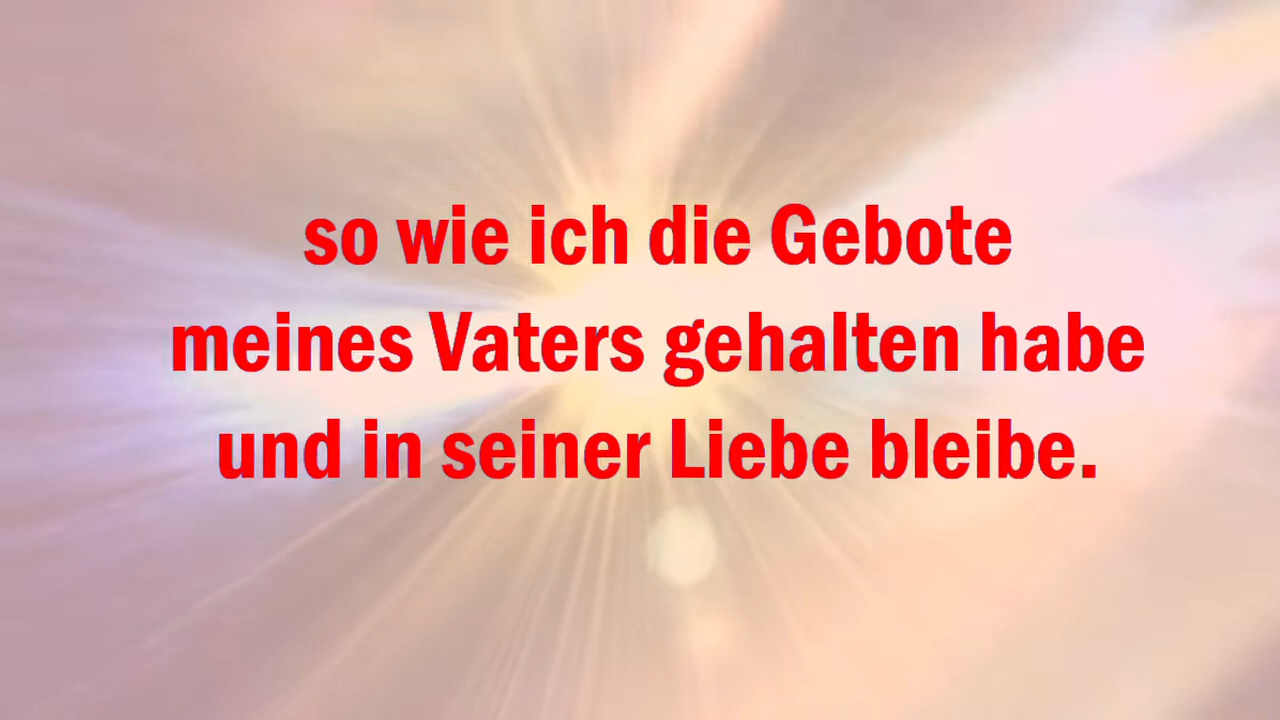 so wie ich die Gebote
meines Vaters gehalten habe
und in seiner Liebe bleibe.